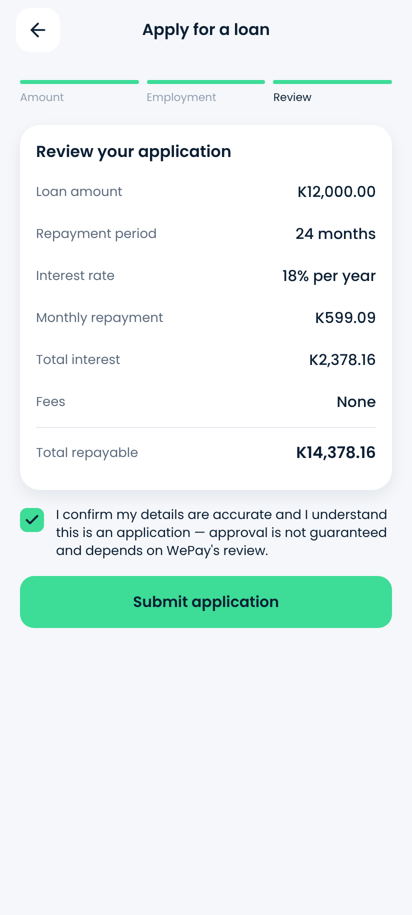 Apply for a loan
Amount
Employment
Review
Review your application
Loan amount K12,000.00
Repayment period 24 months
Interest rate 18% per year
Monthly repayment K599.09
Total interest K2,378.16
Fees None
Total repayable K14,378.16
I confirm my details are accurate and I understand
this is an application — approval is not guaranteed
and depends on WePay's review.
Submit application